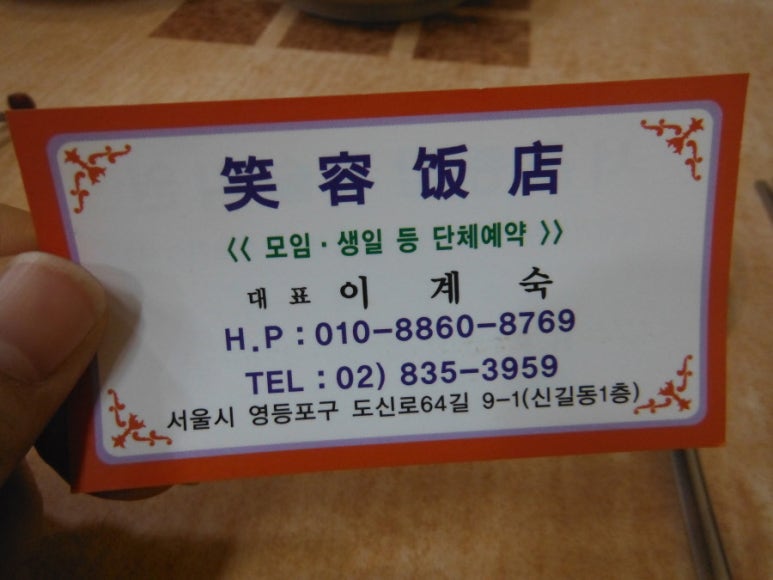 笑容饭店
<< 모임·생일 등 단체예약 >>
대표 이계숙
H.P : 010-8860-8769
TEL : 02) 835-3959
서울시 영등포구 도신로64길 9-1(신길동1층)